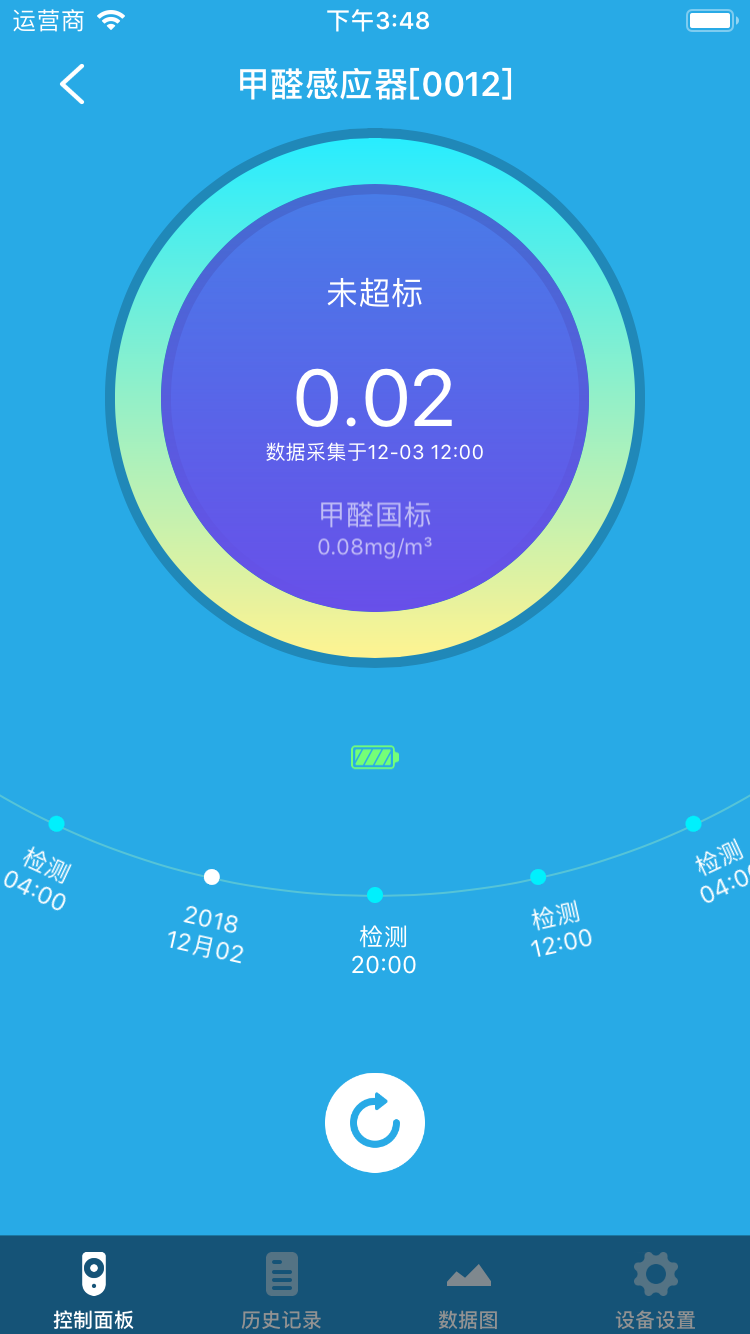 运营商
下午3:48
甲醛感应器[0012]
未超标
0.02
数据采集于12-03 12:00
甲醛国标
0.08mg/m³
检测
04:00
2018
12月02
检测
20:00
检测
12:00
检测
04:00
控制面板
历史记录
数据图
设备设置